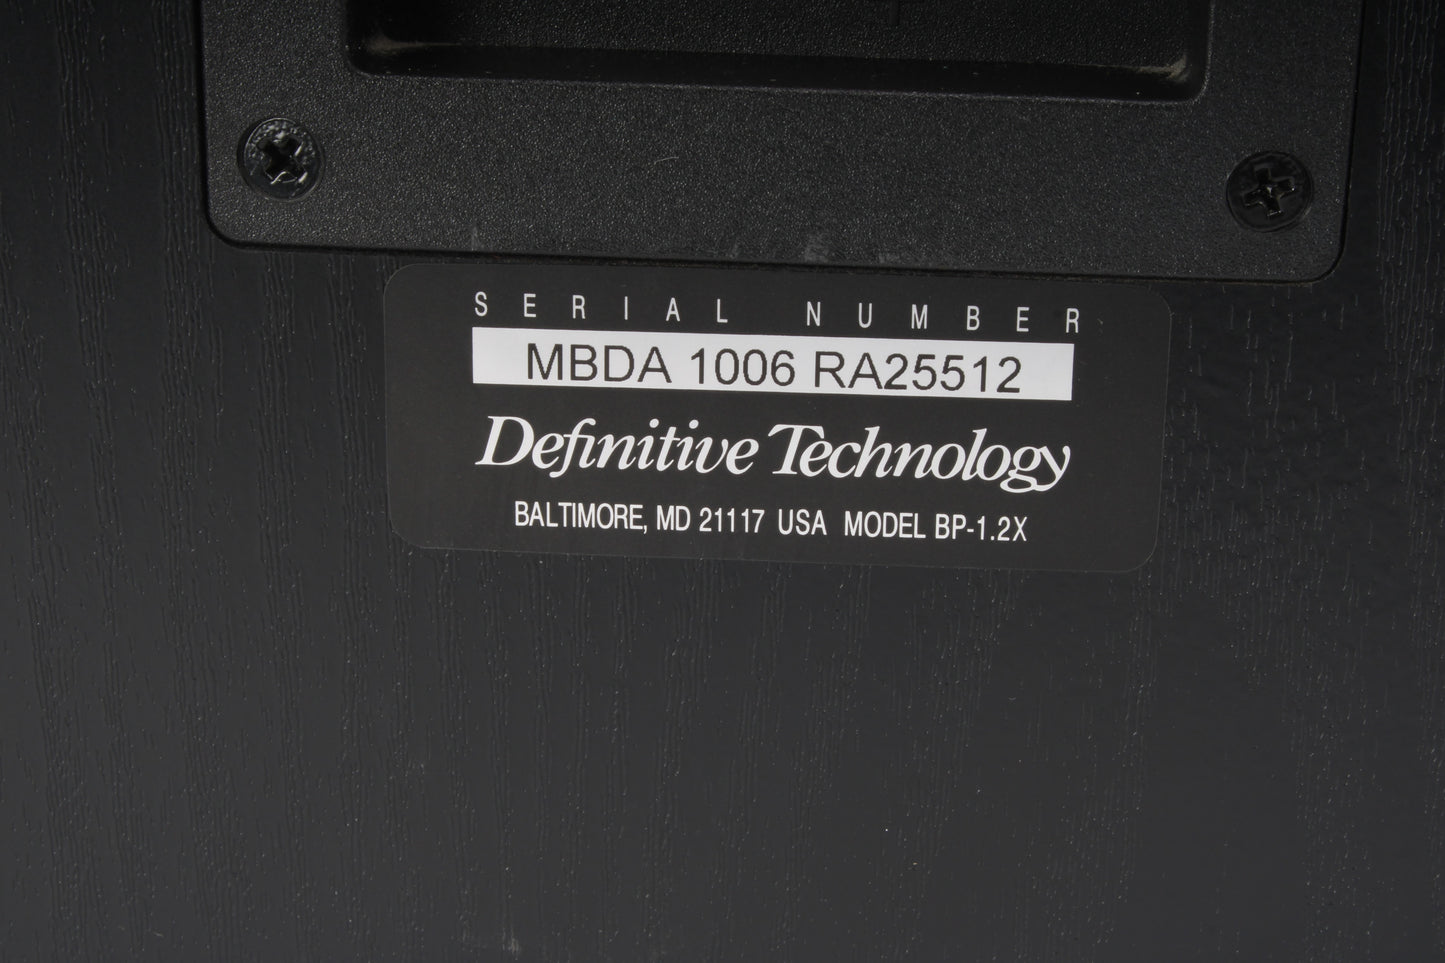 SERIAL NUMBER
MBDA 1006 RA25512
Definitive Technology
BALTIMORE, MD 21117 USA MODEL BP-1.2X